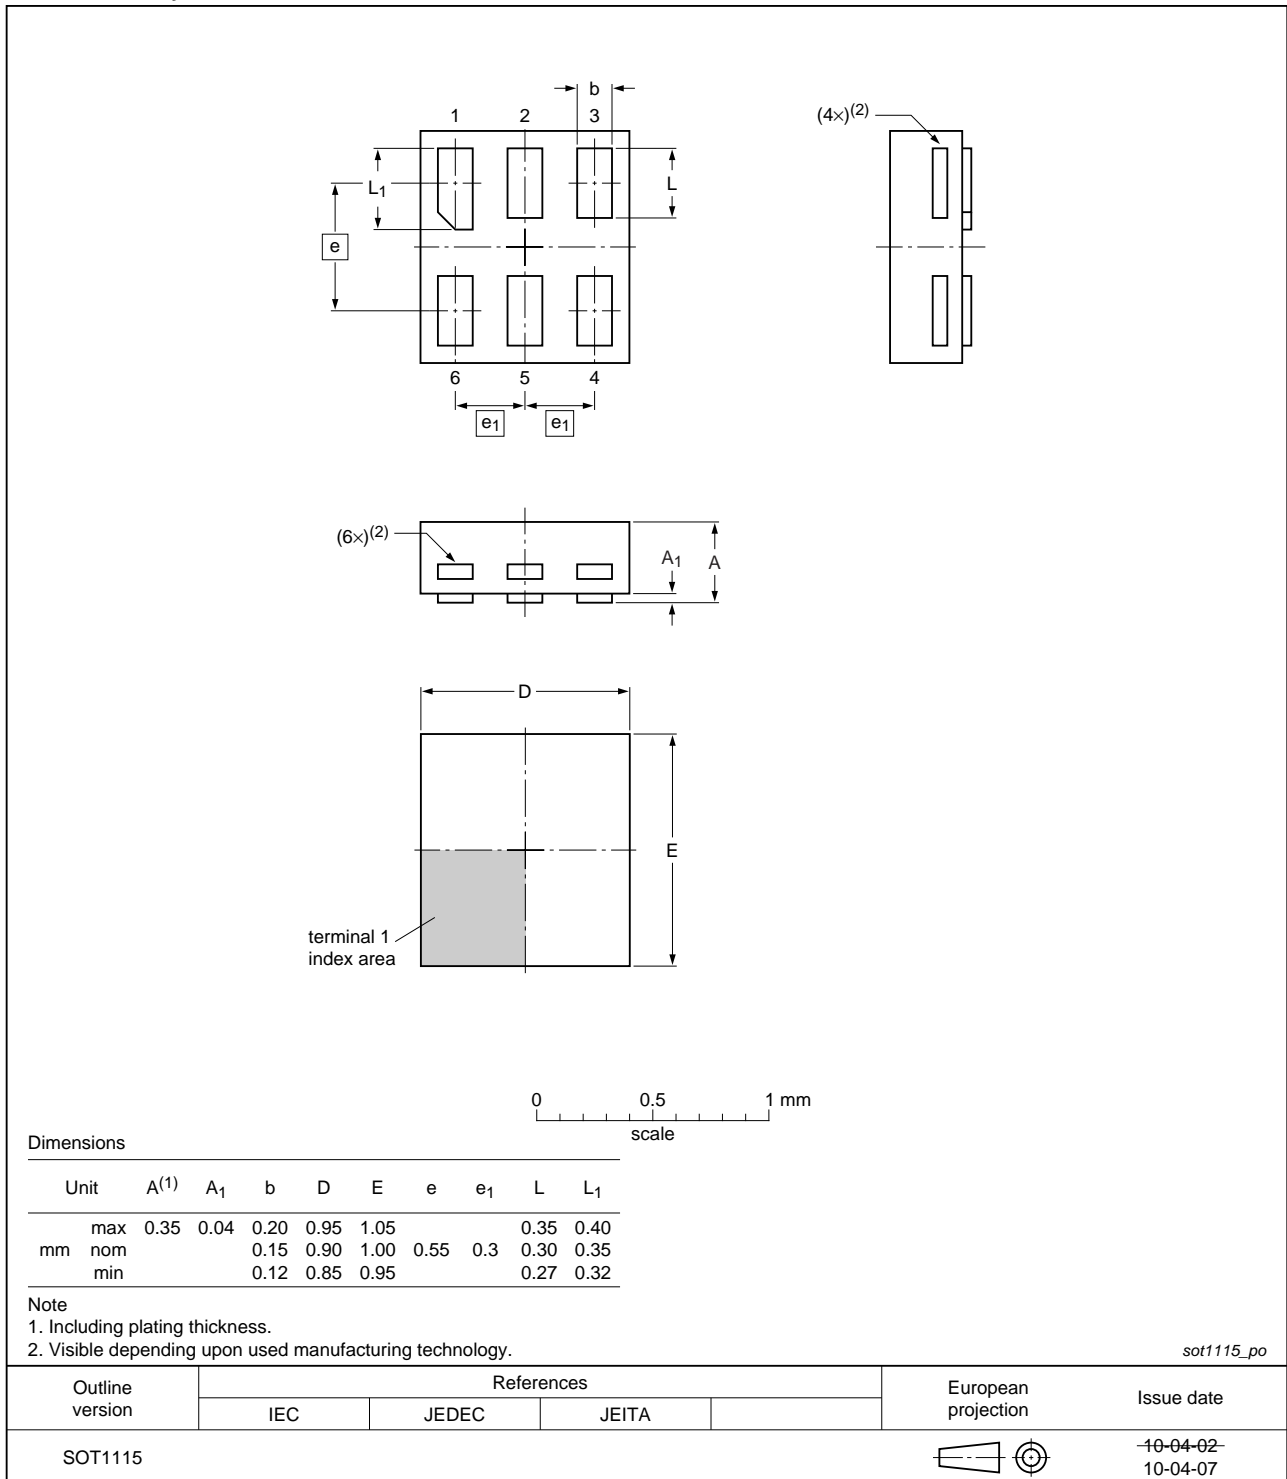 b
1 2 3
(4×)(2)
L1
L
e
6 5 4
e1 e1
(6×)(2)
A1 A
D
E
terminal 1
index area
0 0.5 1 mm
scale
Dimensions
Unit A(1) A1 b D E e e1 L L1
max 0.35 0.04 0.20 0.95 1.05 0.35 0.40
mm nom 0.15 0.90 1.00 0.55 0.3 0.30 0.35
min 0.12 0.85 0.95 0.27 0.32
Note
1. Including plating thickness.
2. Visible depending upon used manufacturing technology.
sot1115_po
Outline version
References
European projection
Issue date
IEC JEDEC JEITA
SOT1115
10-04-02
10-04-07